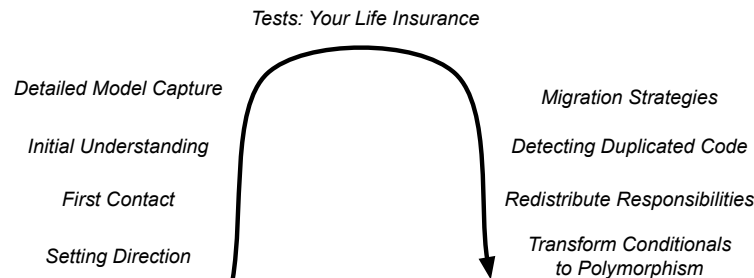 Tests: Your Life Insurance
Detailed Model Capture
Migration Strategies
Initial Understanding
Detecting Duplicated Code
First Contact
Redistribute Responsibilities
Setting Direction
Transform Conditionals
to Polymorphism